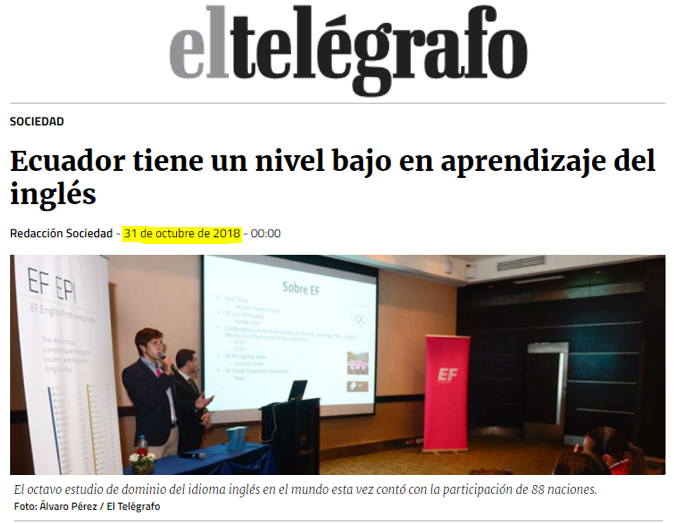 eltelégrafo
SOCIEDAD
Ecuador tiene un nivel bajo en aprendizaje del
inglés
Redacción Sociedad - 31 de octubre de 2018 - 00:00
EF EPI
EF English Proficiency Index
Sobre EF
EF
El octavo estudio de dominio del idioma inglés en el mundo esta vez contó con la participación de 88 naciones.
Foto: Álvaro Pérez / El Telégrafo